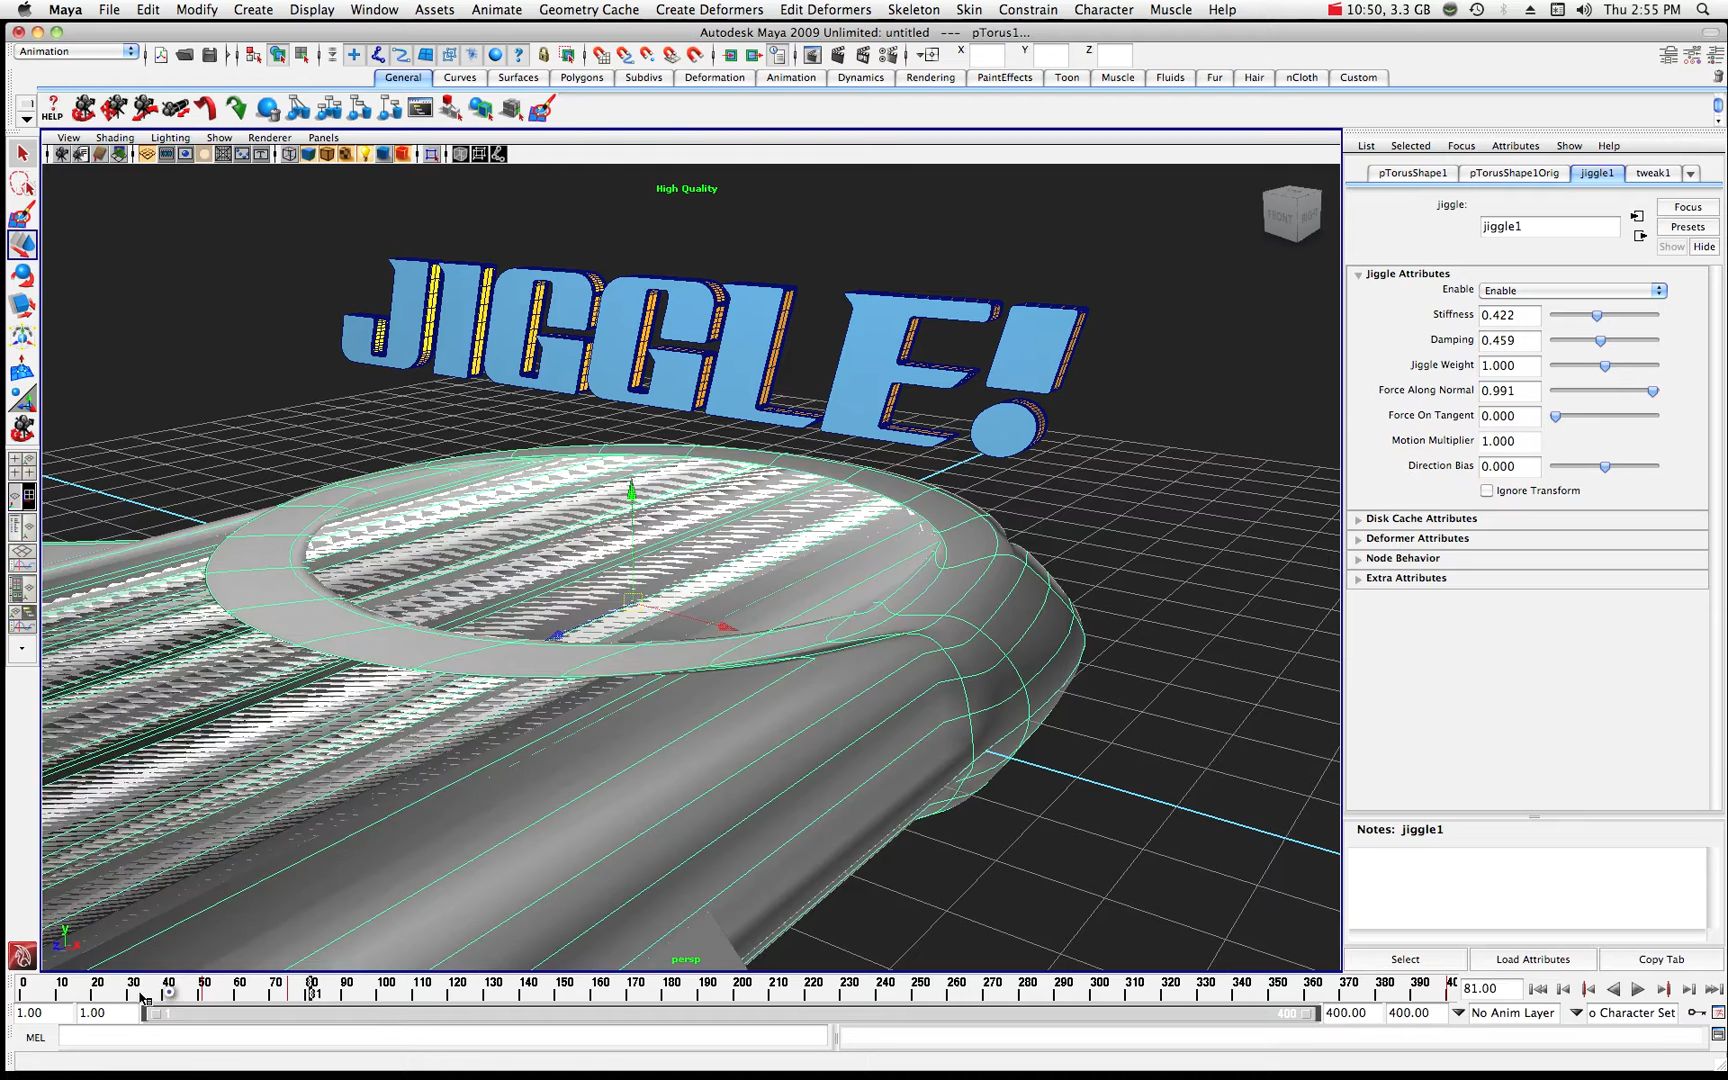 Maya File Edit Modify Create Display Window Assets Animate Geometry Cache Create Deformers Edit Deformers Skeleton Skin Constrain Character Muscle Help 10:50, 3.3 GB Thu 2:55 PM
Autodesk Maya 2009 Unlimited: untitled --- pTorus1...
Animation X Y Z
General Curves Surfaces Polygons Subdivs Deformation Animation Dynamics Rendering PaintEffects Toon Muscle Fluids Fur Hair nCloth Custom
HELP
View Shading Lighting Show Renderer Panels
High Quality
FRONT RIGHT
JIGGLE!
persp
y z x
List Selected Focus Attributes Show Help
pTorusShape1 pTorusShape1Orig jiggle1 tweak1
jiggle: jiggle1
Focus
Presets
Show Hide
Jiggle Attributes
Enable Enable
Stiffness 0.422
Damping 0.459
Jiggle Weight 1.000
Force Along Normal 0.991
Force On Tangent 0.000
Motion Multiplier 1.000
Direction Bias 0.000
Ignore Transform
Disk Cache Attributes
Deformer Attributes
Node Behavior
Extra Attributes
Notes: jiggle1
Select Load Attributes Copy Tab
0 10 20 30 40 50 60 70 80 90 100 110 120 130 140 150 160 170 180 190 200 210 220 230 240 250 260 270 280 290 300 310 320 330 340 350 360 370 380 390 40 81.00
81
1.00 1.00 1 400 400.00 400.00 No Anim Layer o Character Set
MEL